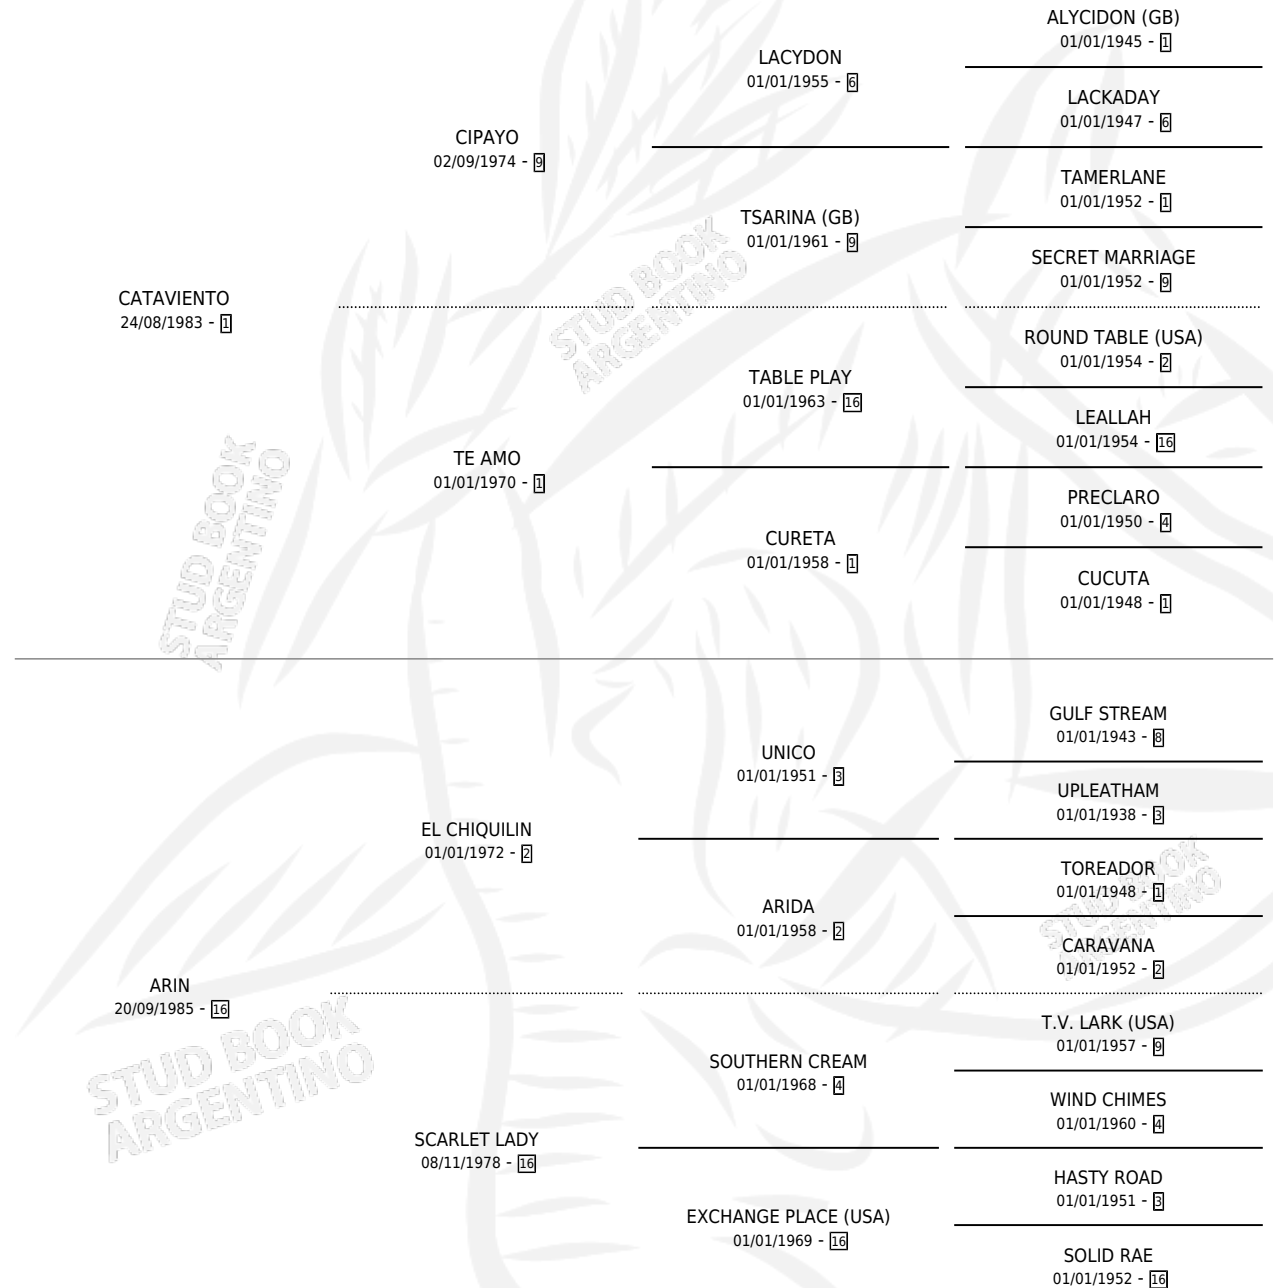 ALYCIDON (GB)
01/01/1945 - 1
LACYDON
01/01/1955 - 6
LACKADAY
01/01/1947 - 6
CIPAYO
02/09/1974 - 9
TAMERLANE
01/01/1952 - 1
TSARINA (GB)
01/01/1961 - 9
SECRET MARRIAGE
01/01/1952 - 9
CATAVIENTO
24/08/1983 - 1
ROUND TABLE (USA)
01/01/1954 - 2
TABLE PLAY
01/01/1963 - 16
LEALLAH
01/01/1954 - 16
TE AMO
01/01/1970 - 1
PRECLARO
01/01/1950 - 4
CURETA
01/01/1958 - 1
CUCUTA
01/01/1948 - 1
STUD BOOK
ARGENTINO
STUD BOOK
ARGENTINO
GULF STREAM
01/01/1943 - 8
UNICO
01/01/1951 - 3
UPLEATHAM
01/01/1938 - 3
EL CHIQUILIN
01/01/1972 - 2
TOREADOR
01/01/1948 - 1
ARIDA
01/01/1958 - 2
CARAVANA
01/01/1952 - 2
STUD BOOK
ARGENTINO
ARIN
20/09/1985 - 16
T.V. LARK (USA)
01/01/1957 - 9
SOUTHERN CREAM
01/01/1968 - 4
WIND CHIMES
01/01/1960 - 4
STUD BOOK
ARGENTINO
SCARLET LADY
08/11/1978 - 16
HASTY ROAD
01/01/1951 - 3
EXCHANGE PLACE (USA)
01/01/1969 - 16
SOLID RAE
01/01/1952 - 16